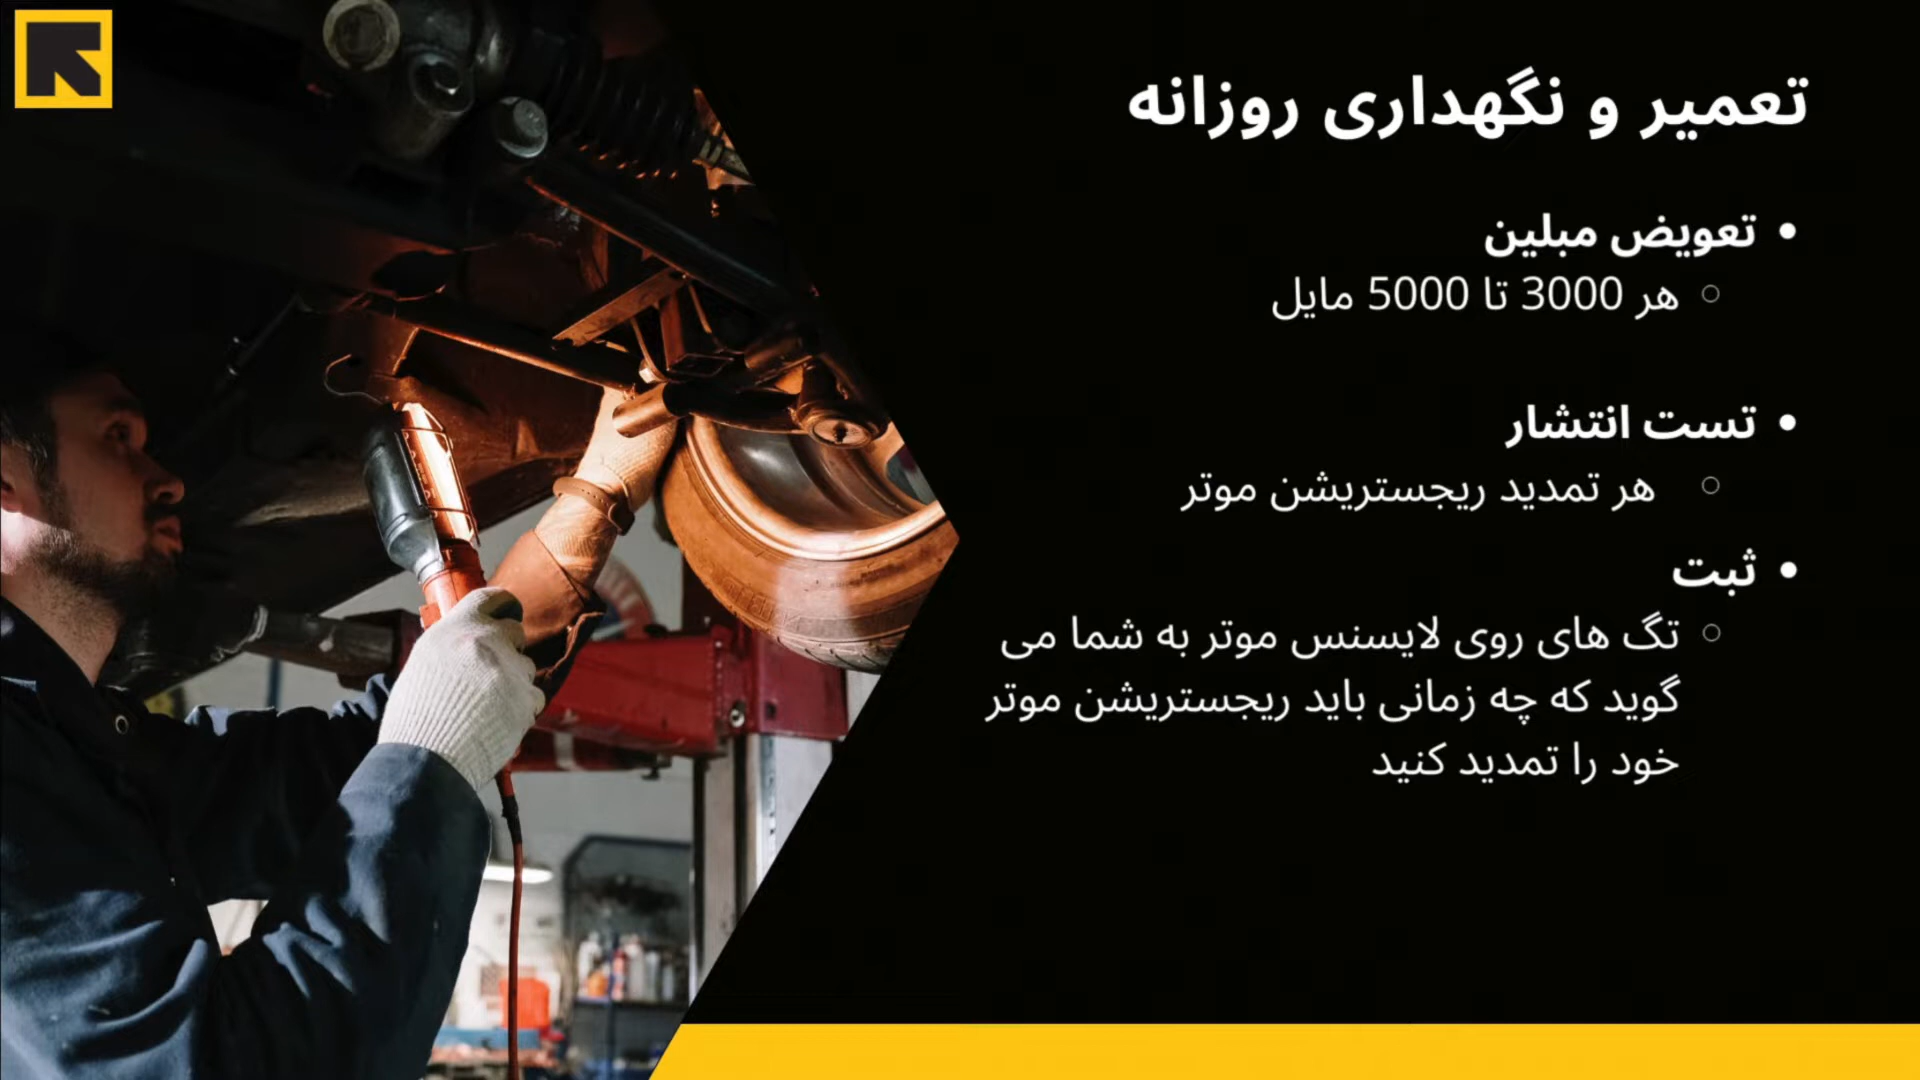 تعمیر و نگهداری روزانه
• تعویض مبلین
○ هر 3000 تا 5000 مایل
• تست انتشار
○ هر تمدید ریجستریشن موتر
• ثبت
○ تگ های روی لایسنس موتر به شما می
گوید که چه زمانی باید ریجستریشن موتر
خود را تمدید کنید